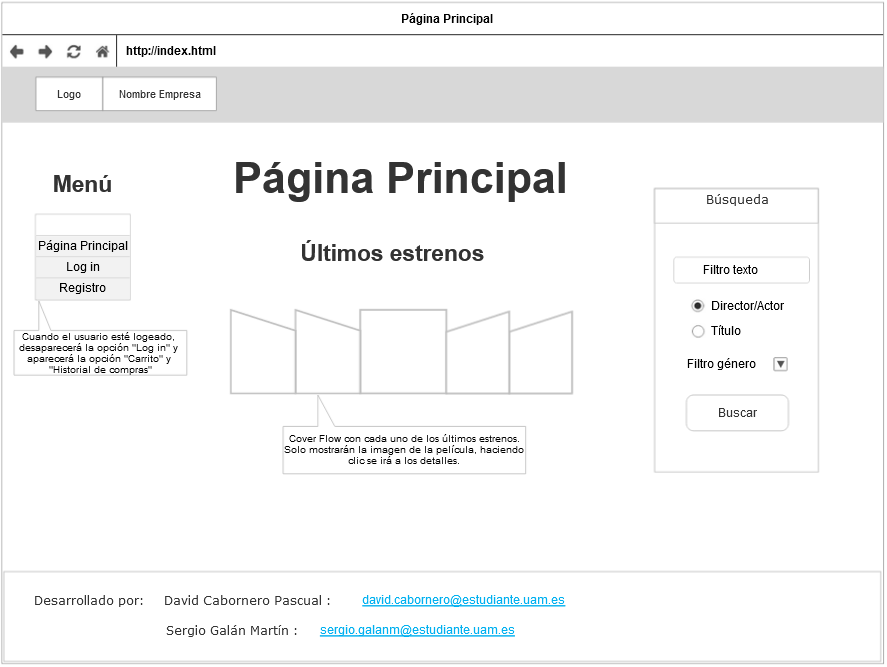 Página Principal
http://index.html
Logo
Nombre Empresa
Menú
Página Principal
Log in
Registro
Cuando el usuario esté logeado,
desaparecerá la opción "Log in" y
aparecerá la opción "Carrito" y
"Historial de compras"
Página Principal
Últimos estrenos
Cover Flow con cada uno de los últimos estrenos.
Solo mostrarán la imagen de la película, haciendo
clic se irá a los detalles.
Búsqueda
Filtro texto
Director/Actor
Título
Filtro género
Buscar
Desarrollado por: David Cabornero Pascual : david.cabornero@estudiante.uam.es
Sergio Galán Martín : sergio.galanm@estudiante.uam.es